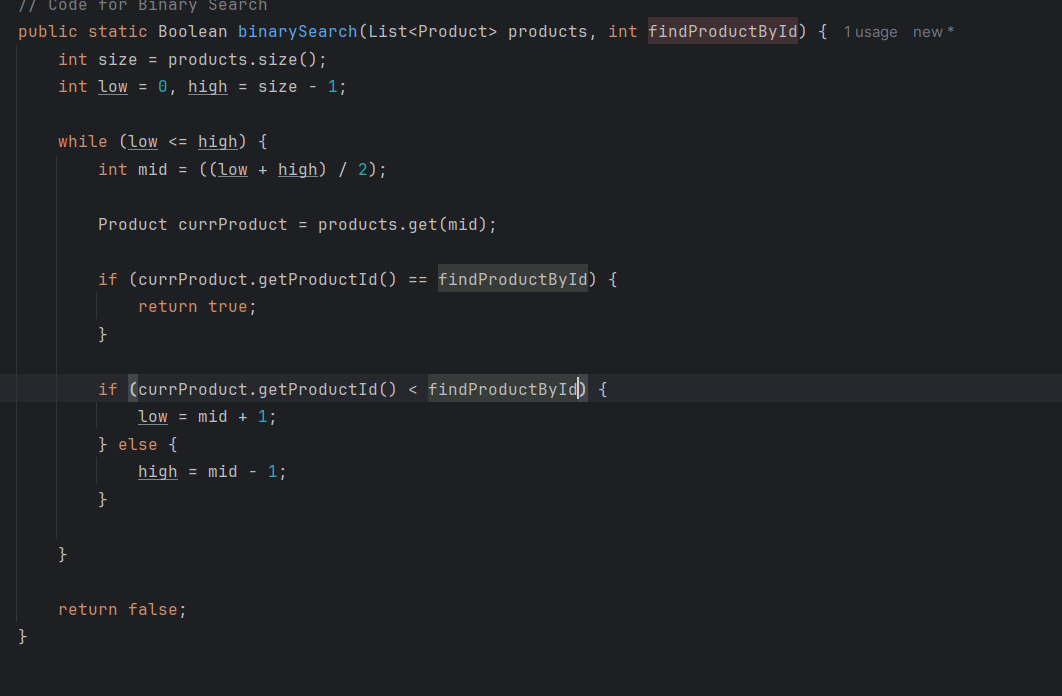 // Code for Binary Search
public static Boolean binarySearch(List<Product> products, int findProductById) { 1 usage new *
int size = products.size();
int low = 0, high = size - 1;
while (low <= high) {
int mid = ((low + high) / 2);
Product currProduct = products.get(mid);
if (currProduct.getProductId() == findProductById) {
return true;
}
if (currProduct.getProductId() < findProductById) {
low = mid + 1;
} else {
high = mid - 1;
}
}
return false;
}